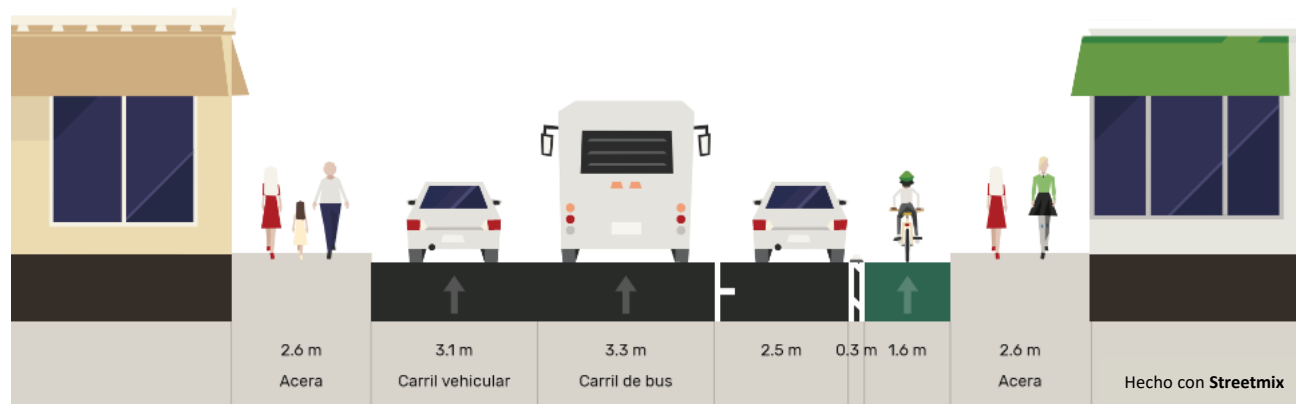 2.6 m
Acera
3.1 m
Carril vehicular
3.3 m
Carril de bus
2.5 m
0.3 m
1.6 m
2.6 m
Acera
Hecho con Streetmix